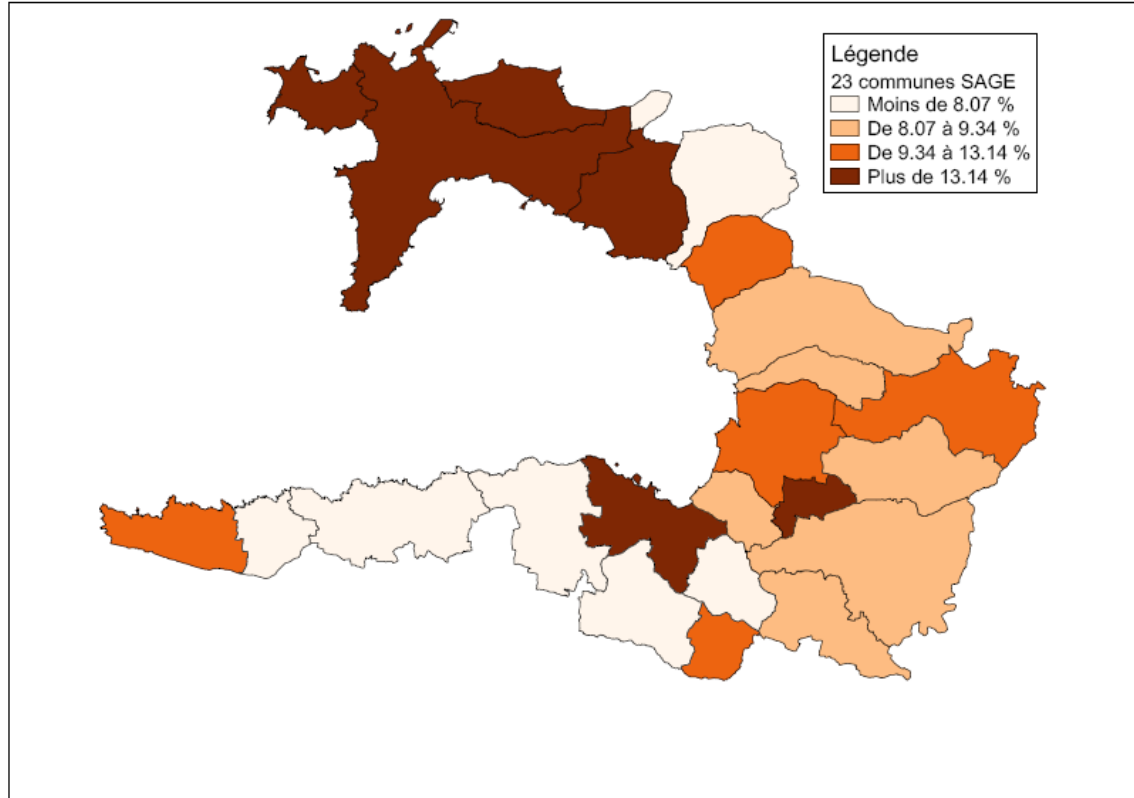 Légende
23 communes SAGE
Moins de 8.07 %
De 8.07 à 9.34 %
De 9.34 à 13.14 %
Plus de 13.14 %